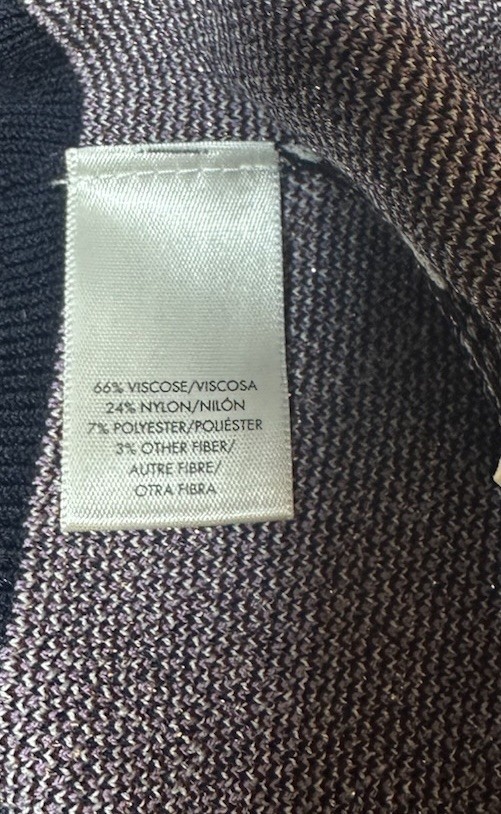 66% VISCOSE/VISCOSA
24% NYLON/NILÓN
7% POLYESTER/POLIÉSTER
3% OTHER FIBER/
AUTRE FIBRE/
OTRA FIBRA